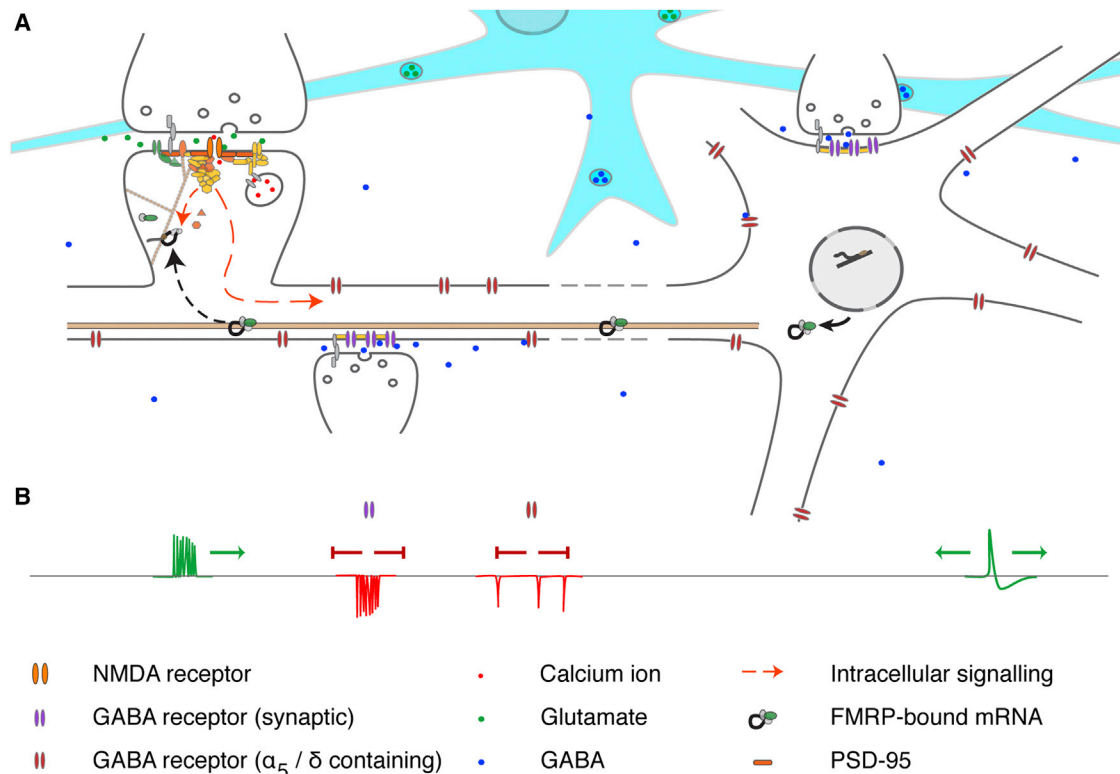 A
B
NMDA receptor
Calcium ion
Intracellular signalling
GABA receptor (synaptic)
Glutamate
FMRP-bound mRNA
GABA receptor (α₅ / δ containing)
GABA
PSD-95